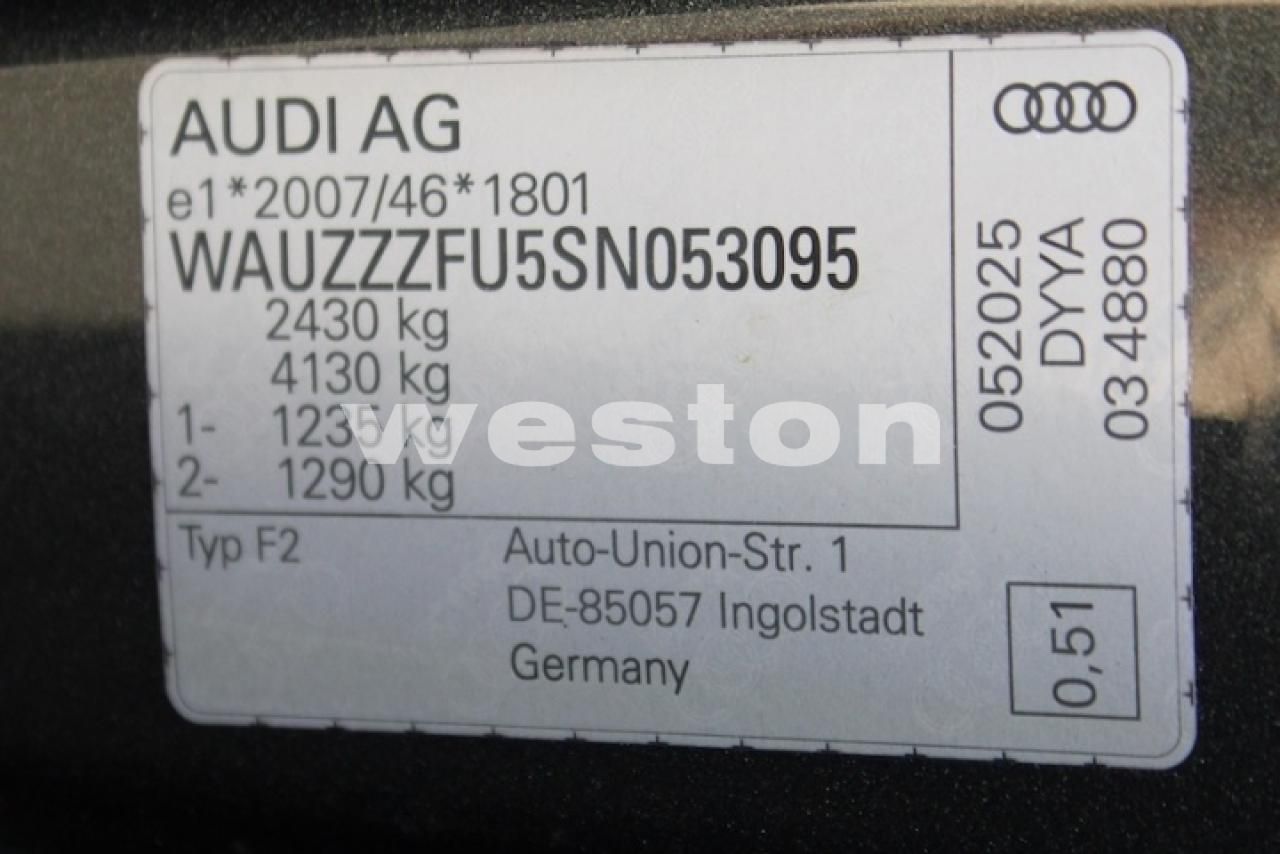 AUDI AG
e1*2007/46*1801
WAUZZZFU5SN053095
2430 kg
4130 kg
1- 1235 kg
2- 1290 kg
Typ F2
Auto-Union-Str. 1
DE-85057 Ingolstadt
Germany
052025
DYYA
03 4880
0,51
weston